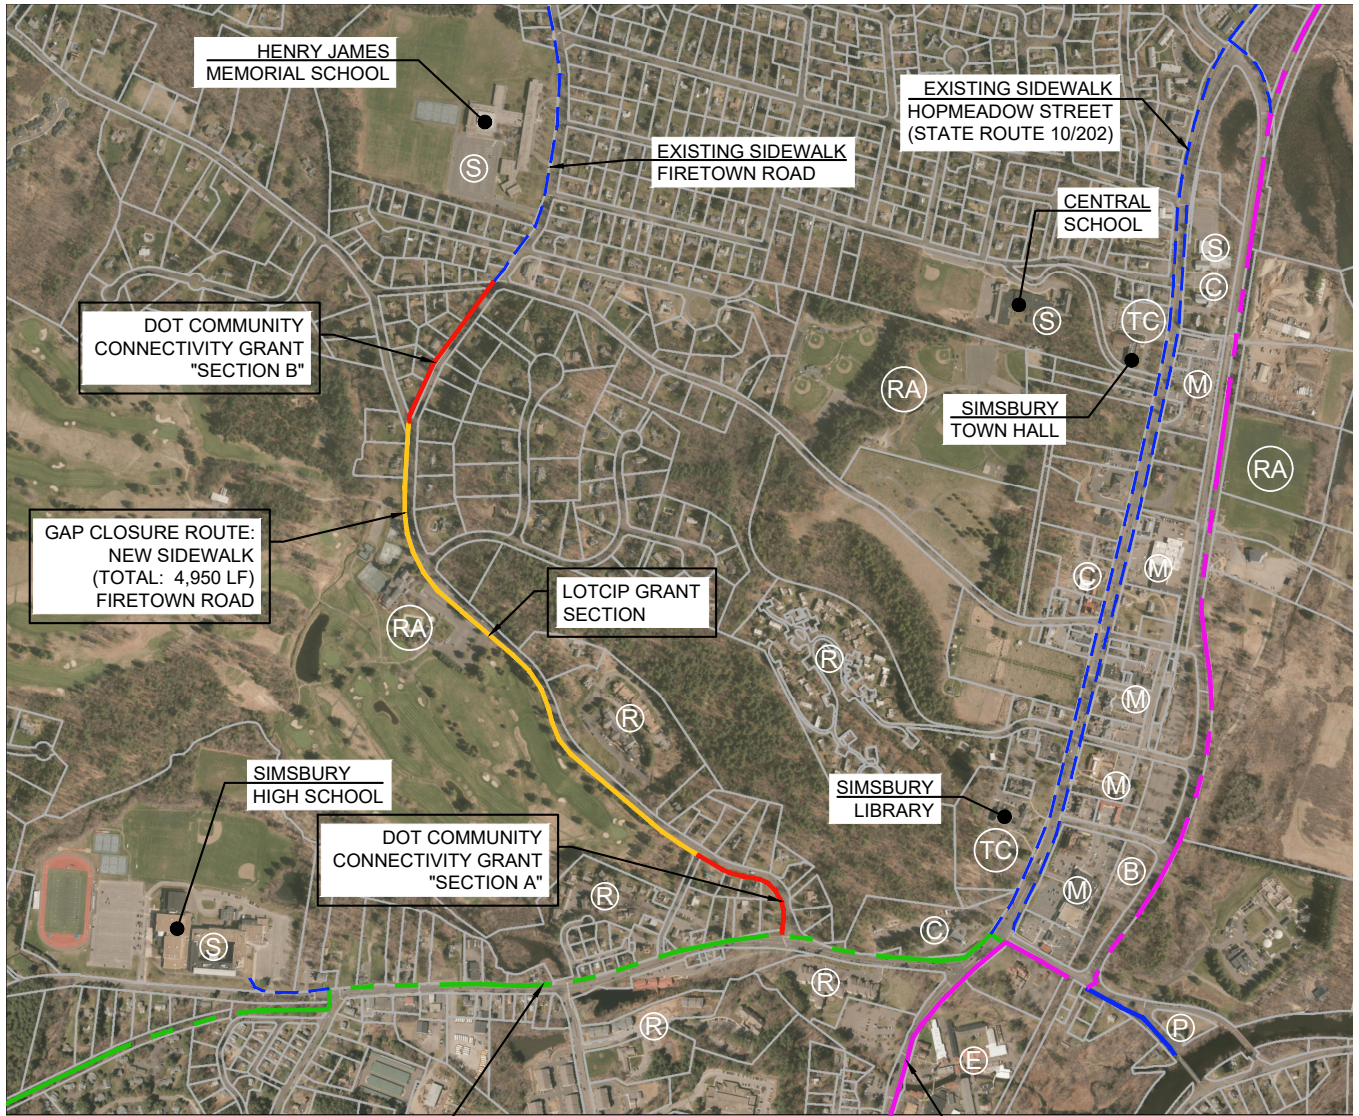 HENRY JAMES
MEMORIAL SCHOOL
S
EXISTING SIDEWALK
FIRETOWN ROAD
EXISTING SIDEWALK
HOPMEADOW STREET
(STATE ROUTE 10/202)
CENTRAL
SCHOOL
S
S
C
TC
DOT COMMUNITY
CONNECTIVITY GRANT
"SECTION B"
RA
M
SIMSBURY
TOWN HALL
RA
GAP CLOSURE ROUTE:
NEW SIDEWALK
(TOTAL: 4,950 LF)
FIRETOWN ROAD
LOTCIP GRANT
SECTION
C
M
RA
R
R
M
SIMSBURY
HIGH SCHOOL
SIMSBURY
LIBRARY
M
DOT COMMUNITY
CONNECTIVITY GRANT
"SECTION A"
TC
B
M
R
S
C
R
R
P
E